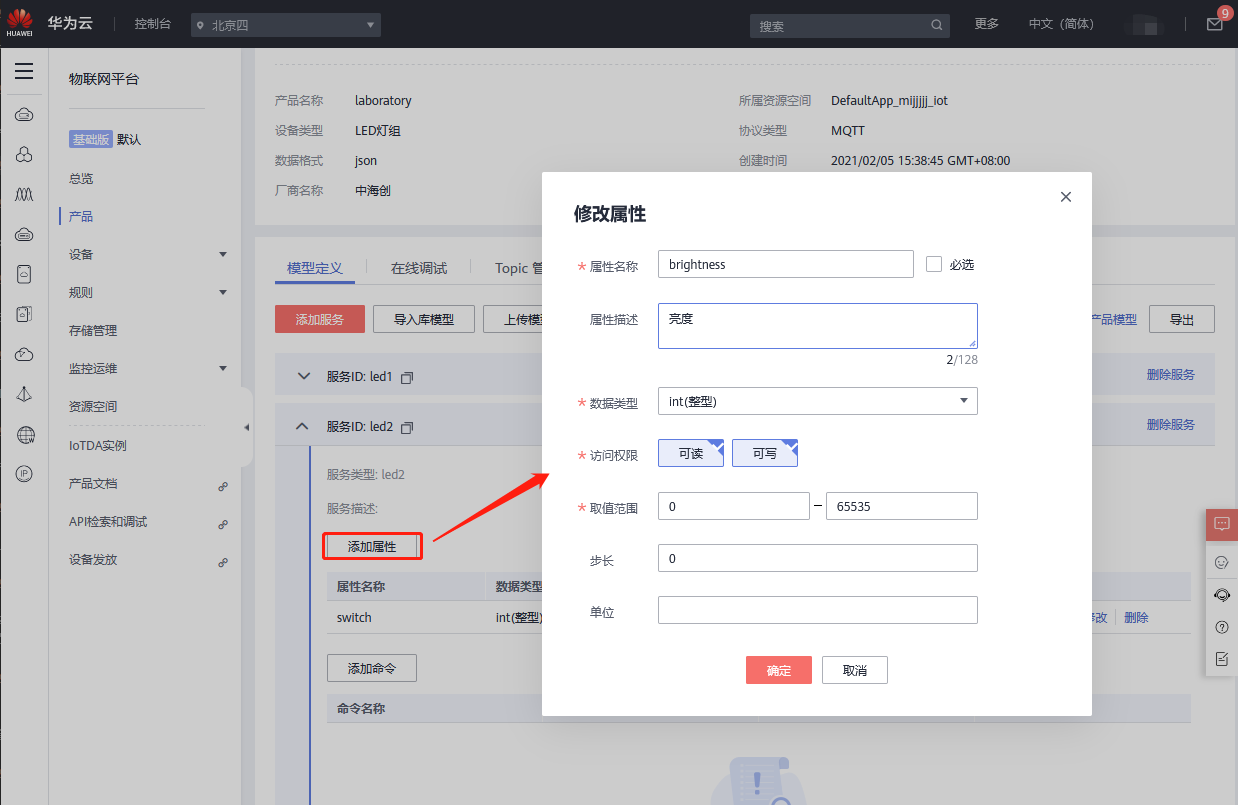 HUAWEI 华为云 控制台 北京四 搜索 更多 中文（简体） 9
物联网平台
基础版 默认
总览
产品
设备
规则
存储管理
监控运维
资源空间
IoTDA实例
产品文档
API检索和调试
设备发放
产品名称 laboratory 所属资源空间 DefaultApp_mijjjjj_iot
设备类型 LED灯组 协议类型 MQTT
数据格式 json 创建时间 2021/02/05 15:38:45 GMT+08:00
厂商名称 中海创
模型定义 在线调试 Topic 管
添加服务 导入库模型 上传模 产品模型 导出
服务ID: led1 删除服务
服务ID: led2 删除服务
服务类型: led2
服务描述:
添加属性
属性名称 数据类型
switch int(整型) 修改 删除
添加命令
命令名称
修改属性
* 属性名称 brightness 必选
属性描述 亮度
2/128
* 数据类型 int(整型)
* 访问权限 可读 可写
* 取值范围 0 – 65535
步长 0
单位
确定 取消